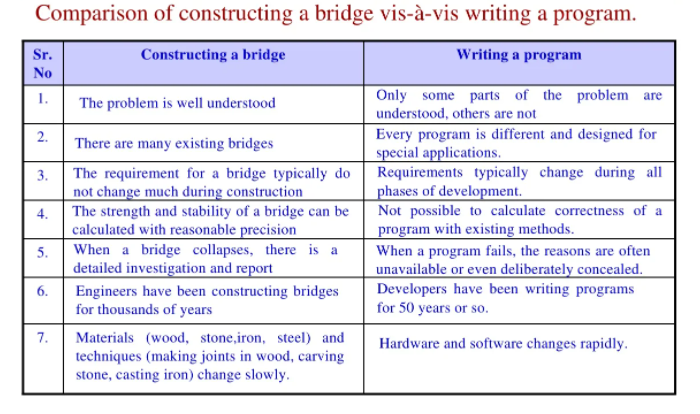 Comparison of constructing a bridge vis-à-vis writing a program.
Sr. No
Constructing a bridge
Writing a program
1.
The problem is well understood
Only some parts of the problem are
understood, others are not
2.
There are many existing bridges
Every program is different and designed for
special applications.
3.
The requirement for a bridge typically do
not change much during construction
Requirements typically change during all
phases of development.
4.
The strength and stability of a bridge can be
calculated with reasonable precision
Not possible to calculate correctness of a
program with existing methods.
5.
When a bridge collapses, there is a
detailed investigation and report
When a program fails, the reasons are often
unavailable or even deliberately concealed.
6.
Engineers have been constructing bridges
for thousands of years
Developers have been writing programs
for 50 years or so.
7.
Materials (wood, stone,iron, steel) and
techniques (making joints in wood, carving
stone, casting iron) change slowly.
Hardware and software changes rapidly.